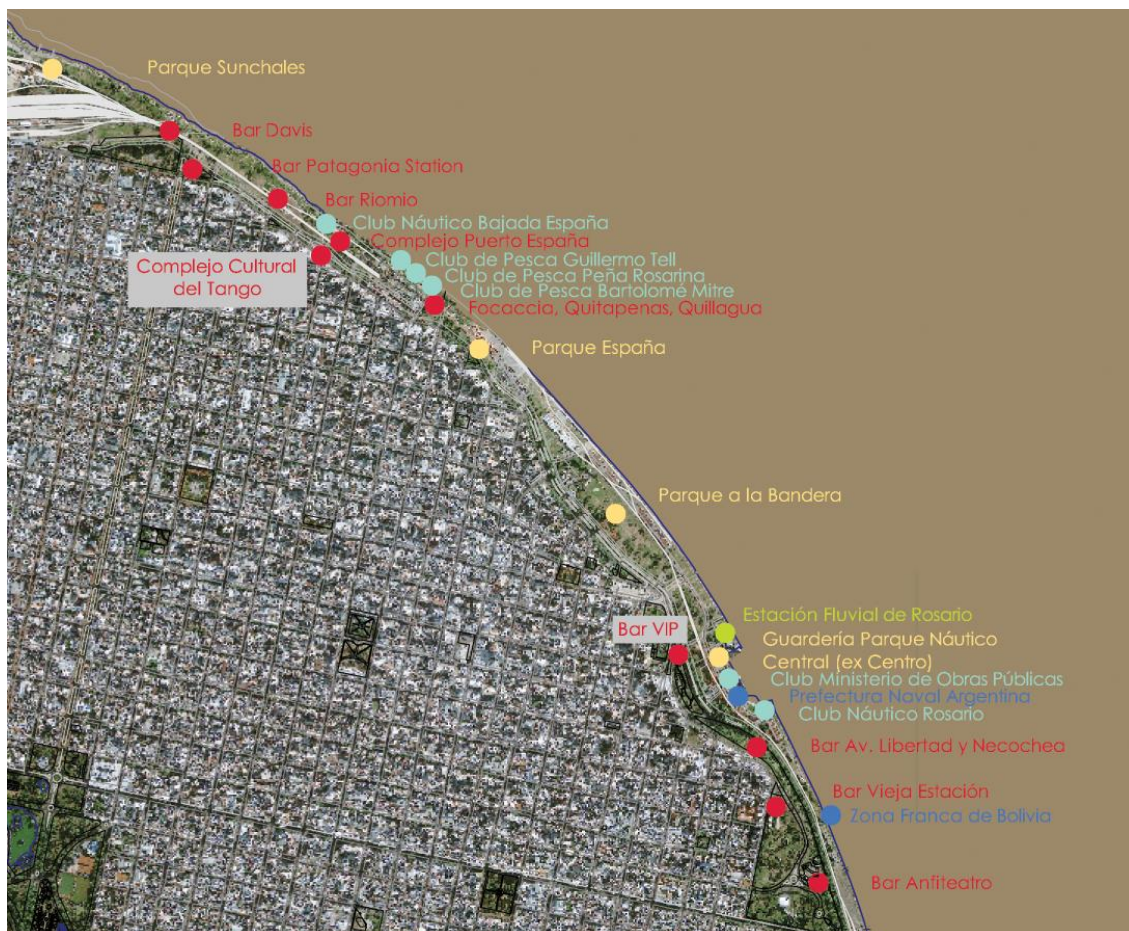 Parque Sunchales
Bar Davis
Bar Patagonia Station
Bar Riomio
Club Náutico Bajada España
Complejo Puerto España
Complejo Cultural
del Tango
Club de Pesca Guillermo Tell
Club de Pesca Peña Rosarina
Club de Pesca Bartolomé Mitre
Focaccia, Quitapenas, Quillagua
Parque España
Parque a la Bandera
Estación Fluvial de Rosario
Bar VIP
Guardería Parque Náutico
Central (ex Centro)
Club Ministerio de Obras Públicas
Prefectura Naval Argentina
Club Náutico Rosario
Bar Av. Libertad y Necochea
Bar Vieja Estación
Zona Franca de Bolivia
Bar Anfiteatro